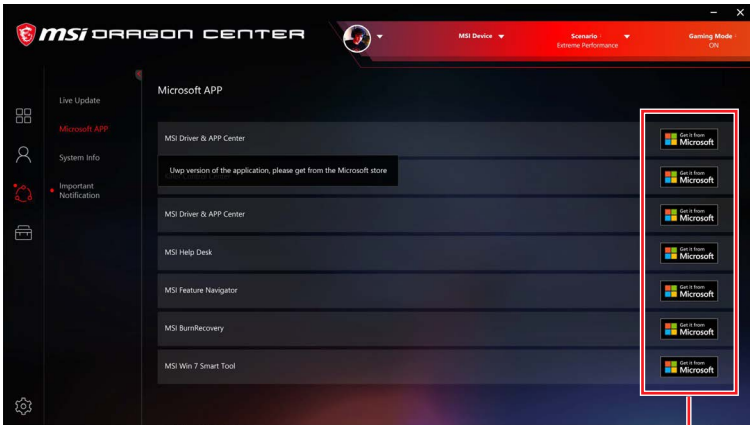 msi DRAGON CENTER
MSI Device
Scenario :
Extreme Performance
Gaming Mode :
ON
Live Update
Microsoft APP
System Info
Important
Notification
Microsoft APP
MSI Driver & APP Center
Get it from
Microsoft
Uwp version of the application, please get from the Microsoft store
Get it from
Microsoft
MSI Driver & APP Center
Get it from
Microsoft
MSI Help Desk
Get it from
Microsoft
MSI Feature Navigator
Get it from
Microsoft
MSI BurnRecovery
Get it from
Microsoft
MSI Win 7 Smart Tool
Get it from
Microsoft